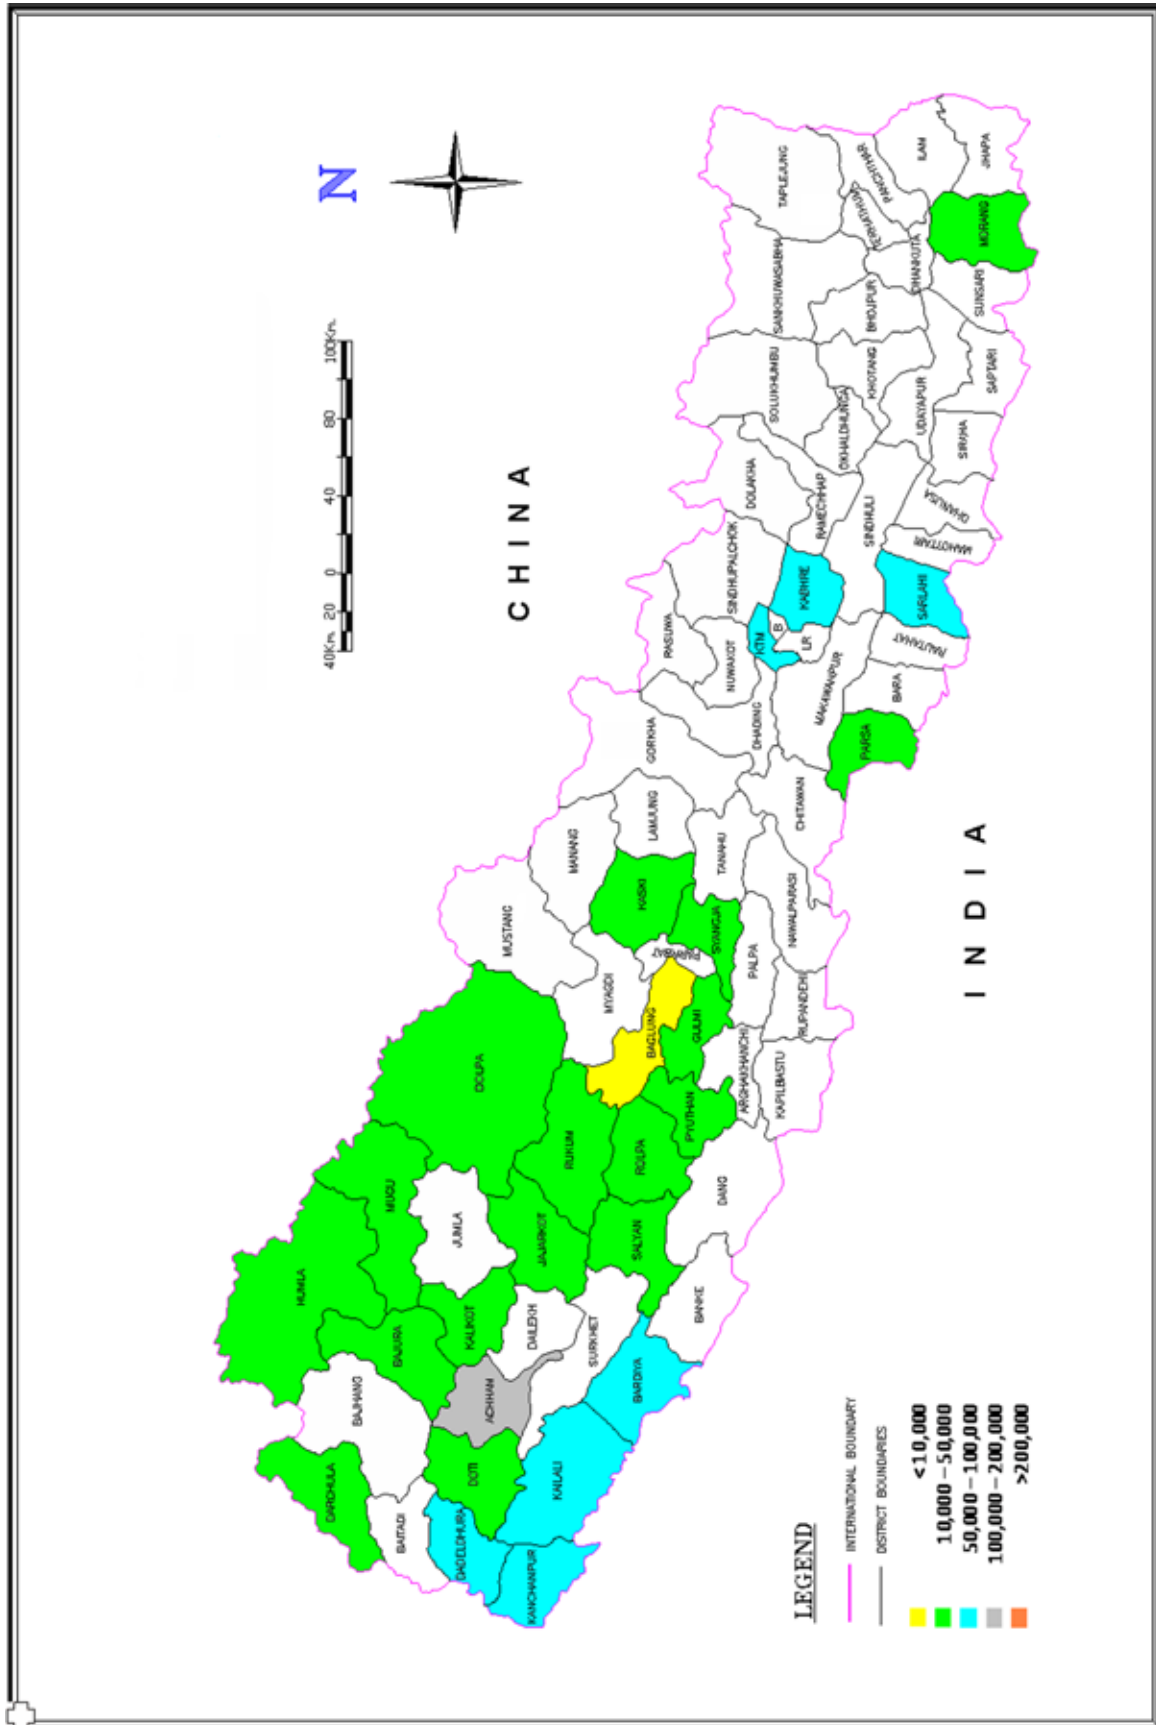 N
40Km. 20 0 40 80 100Km.
CHINA
INDIA
DARCHULA
BAITADI
DADELDHURA
KANCHANPUR
BAJHANG
HUMLA
BAJURA
DOTI
KAILALI
ACHHAM
MUGU
KALIKOT
JUMLA
DAILEKH
SURKHET
BARDIYA
BANKE
DOLPA
JAJARKOT
RUKUM
SALYAN
ROLPA
DANG
PYUTHAN
MUSTANG
MYAGDI
BAGLUNG
GULMI
ARGHAKHANCHI
KAPILBASTU
MANANG
KASKI
PARWBAT
SYANGJA
PALPA
RUPANDEHI
NAWALPARASI
LAMJUNG
TANAHU
GORKHA
CHITAWAN
DHADING
RASUWA
NUWAKOT
MAKAWANPUR
PARSA
BARA
RAUTAHAT
SINDHUPALCHOK
KTM
B
LR
KABHRE
SARLAHI
DOLAKHA
RAMECHHAP
SINDHULI
MAHOTTARI
DHANUSA
SOLUKHUMBU
OKHALDHUNGA
KHOTANG
UDAYAPUR
SIRAHA
SAPTARI
SANKHUWASABHA
BHOJPUR
DHANKUTA
SUNSARI
MORANG
TAPLEJUNG
TERHATHUM
PANCHTHAR
ILAM
JHAPA
LEGEND
INTERNATIONAL BOUNDARY
DISTRICT BOUNDARIES
<10,000
10,000 – 50,000
50,000 – 100,000
100,000 – 200,000
>200,000